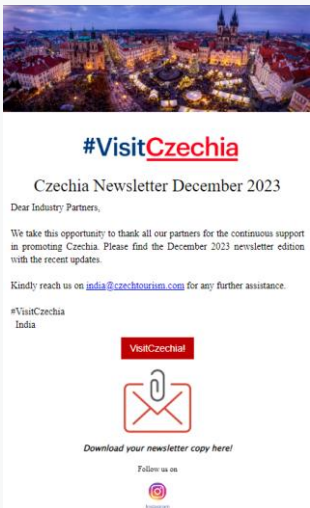 #VisitCzechia
Czechia Newsletter December 2023
Dear Industry Partners,
We take this opportunity to thank all our partners for the continuous support
in promoting Czechia. Please find the December 2023 newsletter edition
with the recent updates.
Kindly reach us on india@czechtourism.com for any further assistance.
#VisitCzechia
India
VisitCzechia!
Download your newsletter copy here!
Follow us on
Instagram